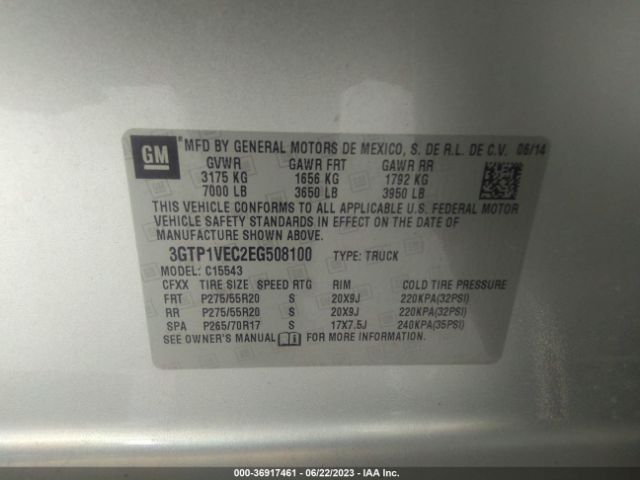 GM
MFD BY GENERAL MOTORS DE MEXICO, S. DE R.L. DE C.V. 06/14
GVWR GAWR FRT GAWR RR
3175 KG 1656 KG 1792 KG
7000 LB 3650 LB 3950 LB
THIS VEHICLE CONFORMS TO ALL APPLICABLE U.S. FEDERAL MOTOR
VEHICLE SAFETY STANDARDS IN EFFECT ON THE DATE OF
MANUFACTURE SHOWN ABOVE.
3GTP1VEC2EG508100 TYPE: TRUCK
MODEL: C15543
CFXX TIRE SIZE SPEED RTG RIM COLD TIRE PRESSURE
FRT P275/55R20 S 20X9J 220KPA(32PSI)
RR P275/55R20 S 20X9J 220KPA(32PSI)
SPA P265/70R17 S 17X7.5J 240KPA(35PSI)
SEE OWNER'S MANUAL FOR MORE INFORMATION.
000-36917461 - 06/22/2023 - IAA Inc.